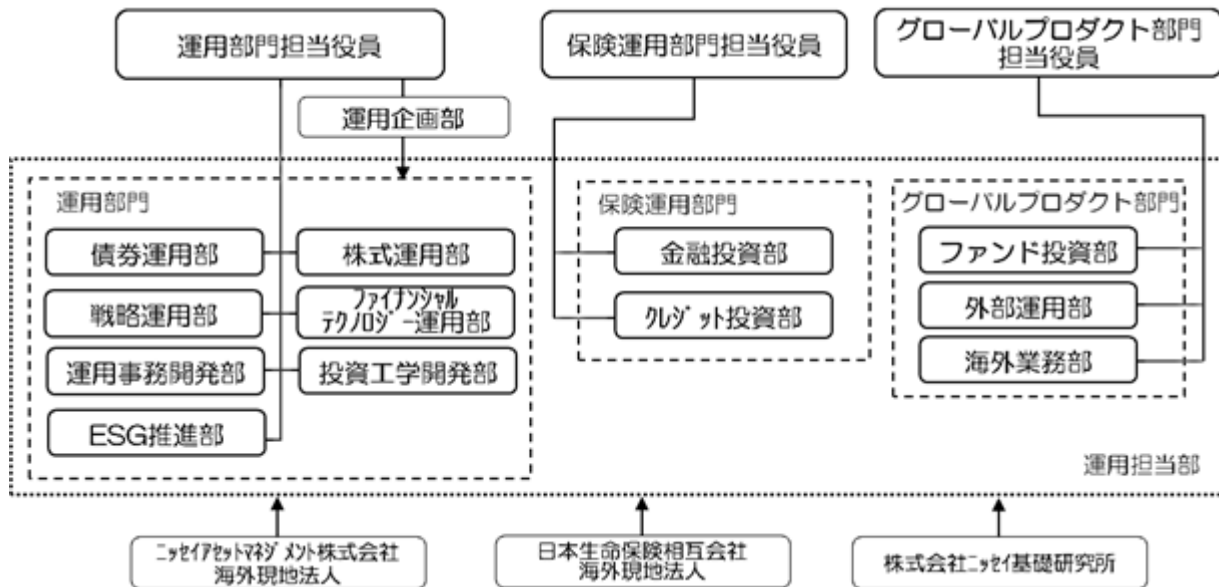 運用部門担当役員
保険運用部門担当役員
グローバルプロダクト部門
担当役員
運用企画部
運用部門
債券運用部
株式運用部
戦略運用部
ファイナンシャル
テクノロジー運用部
運用事務開発部
投資工学開発部
ESG推進部
保険運用部門
金融投資部
クレジット投資部
グローバルプロダクト部門
ファンド投資部
外部運用部
海外業務部
運用担当部
ニッセイアセットマネジメント株式会社
海外現地法人
日本生命保険相互会社
海外現地法人
株式会社ニッセイ基礎研究所